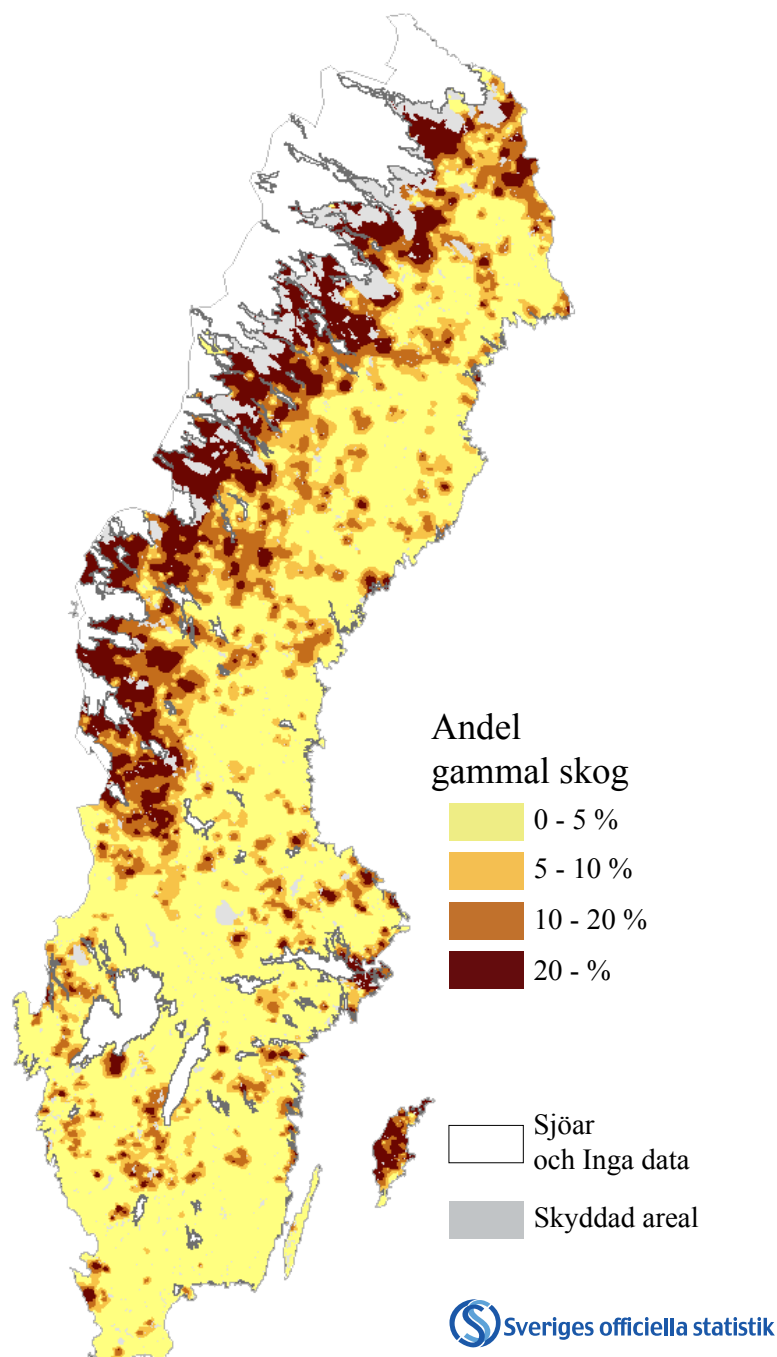 Andel
gammal skog
0 - 5 %
5 - 10 %
10 - 20 %
20 - %
Sjöar
och Inga data
Skyddad areal
Sveriges officiella statistik